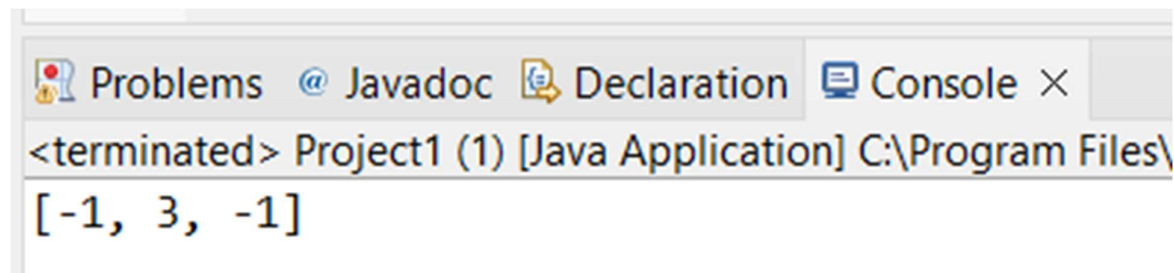 Problems @ Javadoc Declaration Console
<terminated> Project1 (1) [Java Application] C:\Program Files\
[-1, 3, -1]